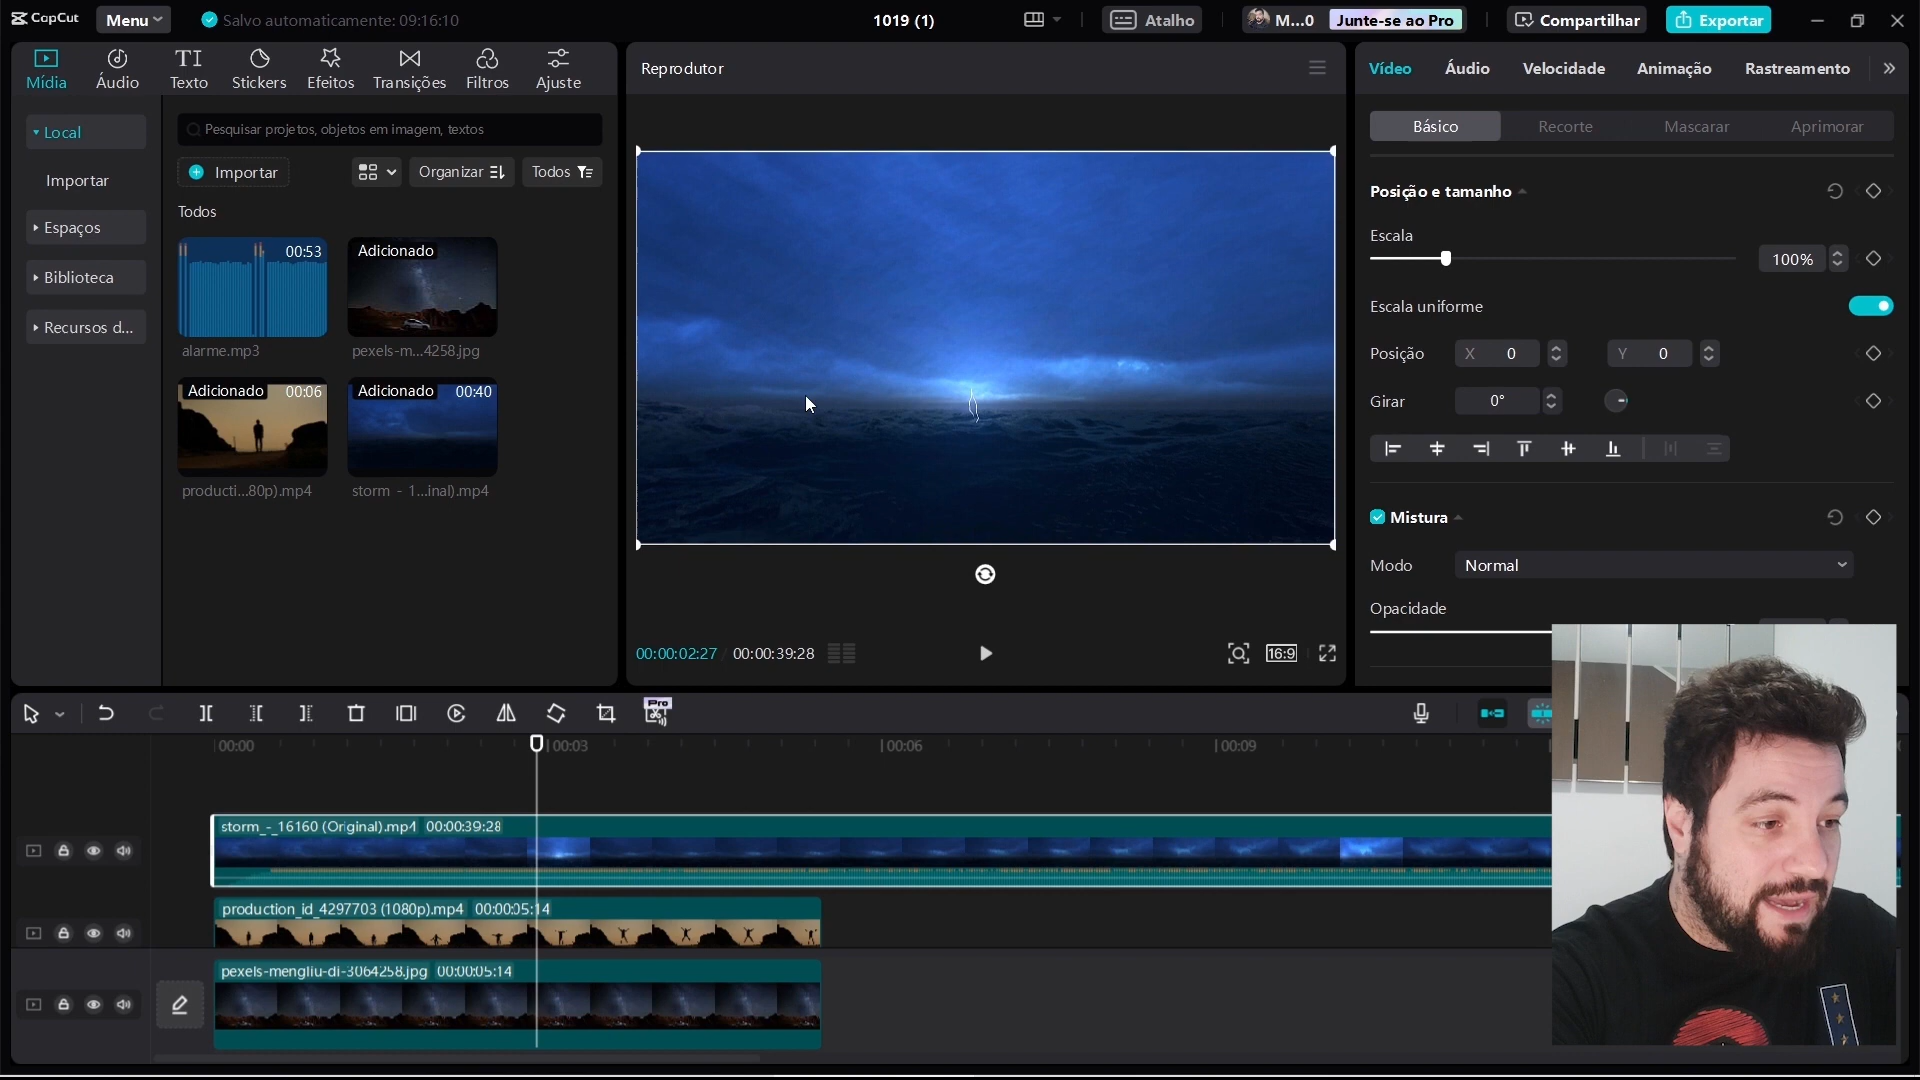 CapCut
Menu
Salvo automaticamente: 09:16:10
1019 (1)
Atalho
M...0
Junte-se ao Pro
Compartilhar
Exportar
Mídia
Áudio
Texto
Stickers
Efeitos
Transições
Filtros
Ajuste
Local
Importar
Espaços
Biblioteca
Recursos d...
Pesquisar projetos, objetos em imagem, textos
Importar
Organizar
Todos
Todos
00:53
alarme.mp3
Adicionado
pexels-m...4258.jpg
Adicionado 00:06
producti...80p).mp4
Adicionado 00:40
storm - 1...inal).mp4
Reprodutor
00:00:02:27 00:00:39:28
16:9
Vídeo
Áudio
Velocidade
Animação
Rastreamento
Básico
Recorte
Mascarar
Aprimorar
Posição e tamanho
Escala
100%
Escala uniforme
Posição X 0 Y 0
Girar 0°
Mistura
Modo Normal
Opacidade
Pro
00:00
00:03
00:06
00:09
storm_-_16160 (Original).mp4 00:00:39:28
production_id_4297703 (1080p).mp4 00:00:05:14
pexels-mengliu-di-3064258.jpg 00:00:05:14